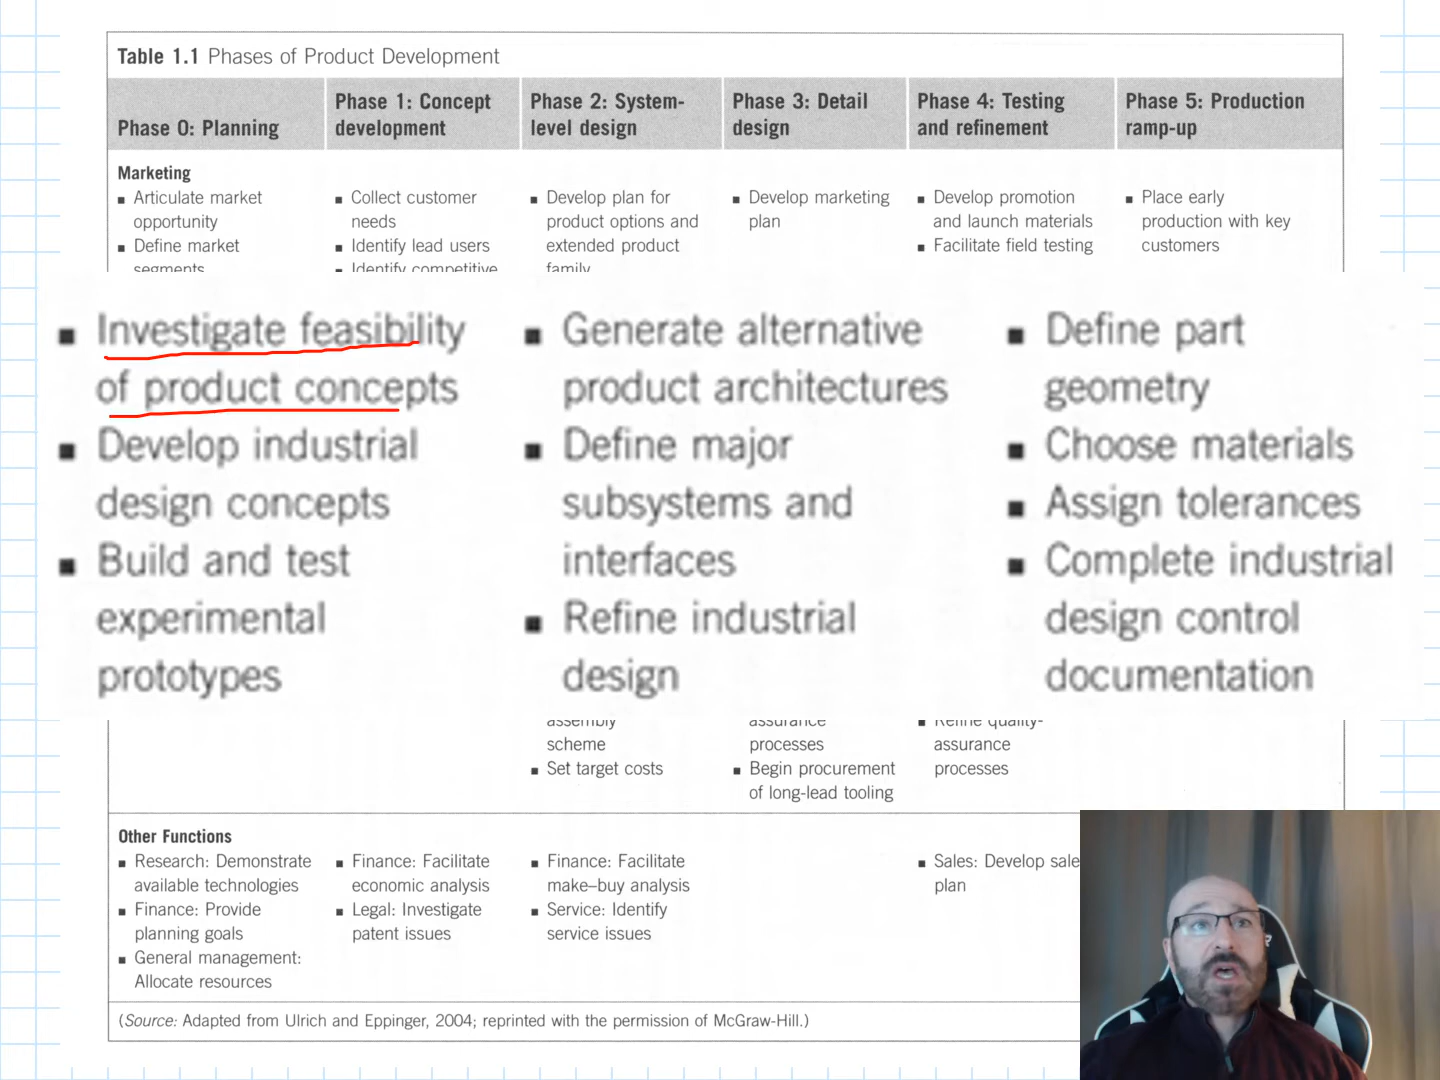 Table 1.1 Phases of Product Development
Phase 0: Planning
Phase 1: Concept
development
Phase 2: System-
level design
Phase 3: Detail
design
Phase 4: Testing
and refinement
Phase 5: Production
ramp-up
Marketing
▪ Articulate market
opportunity
▪ Define market
segments
▪ Collect customer
needs
▪ Identify lead users
▪ Identify competitive
▪ Develop plan for
product options and
extended product
family
▪ Develop marketing
plan
▪ Develop promotion
and launch materials
▪ Facilitate field testing
▪ Place early
production with key
customers
▪ Investigate feasibility
of product concepts
▪ Develop industrial
design concepts
▪ Build and test
experimental
prototypes
▪ Generate alternative
product architectures
▪ Define major
subsystems and
interfaces
▪ Refine industrial
design
▪ Define part
geometry
▪ Choose materials
▪ Assign tolerances
▪ Complete industrial
design control
documentation
assembly
scheme
▪ Set target costs
assurance
processes
▪ Begin procurement
of long-lead tooling
▪ Refine quality-
assurance
processes
Other Functions
▪ Research: Demonstrate
available technologies
▪ Finance: Provide
planning goals
▪ General management:
Allocate resources
▪ Finance: Facilitate
economic analysis
▪ Legal: Investigate
patent issues
▪ Finance: Facilitate
make–buy analysis
▪ Service: Identify
service issues
▪ Sales: Develop sale
plan
(Source: Adapted from Ulrich and Eppinger, 2004; reprinted with the permission of McGraw-Hill.)